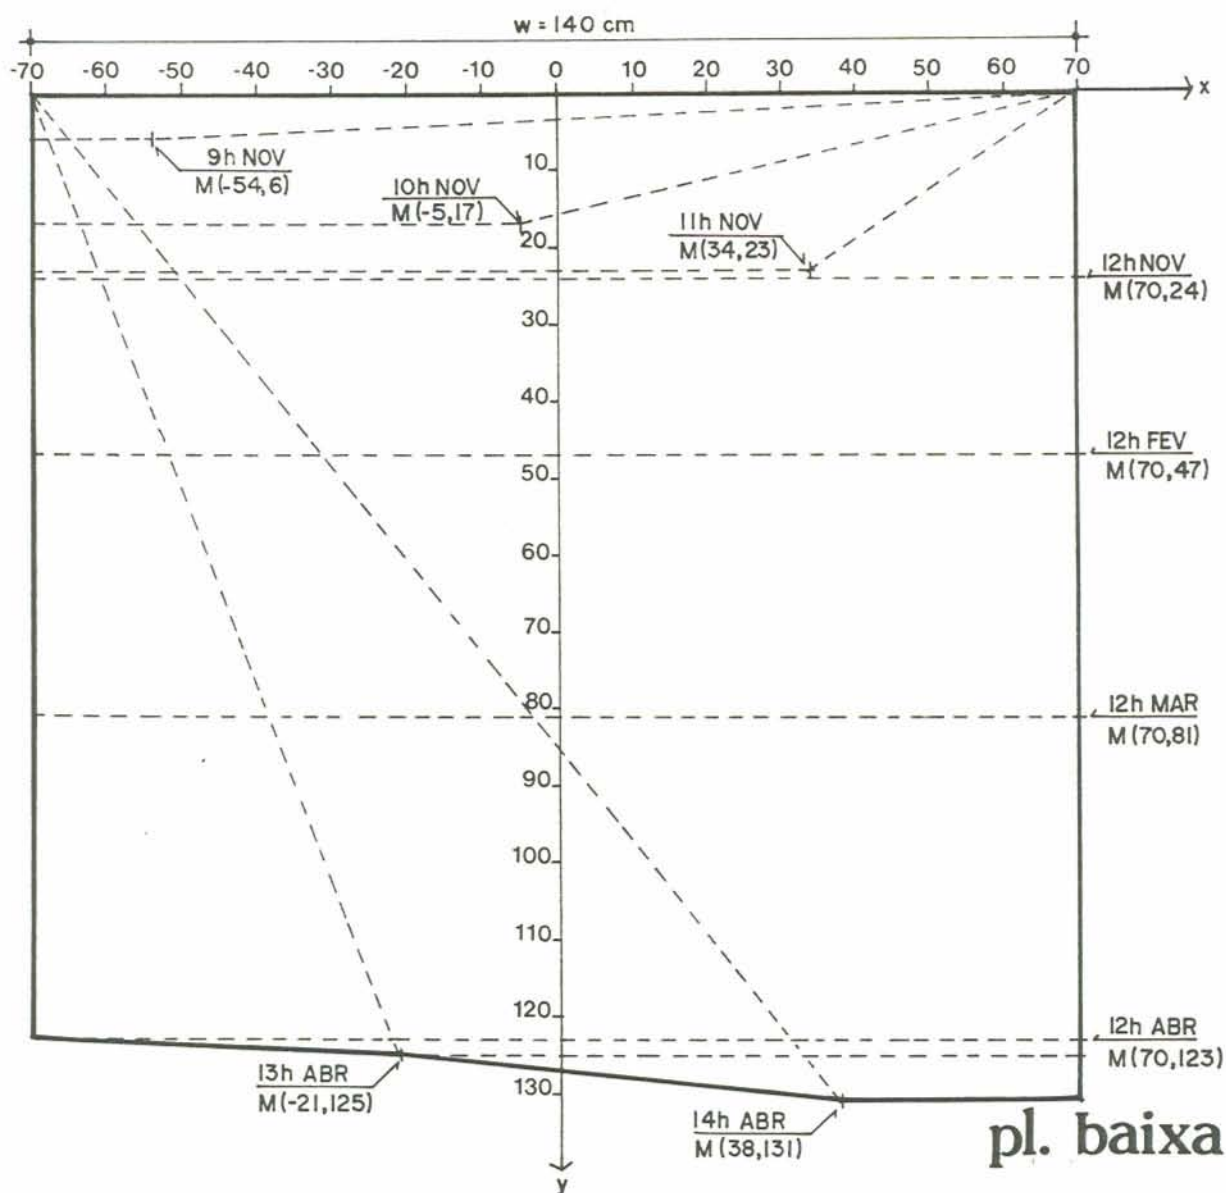 w = 140 cm
-70 -60 -50 -40 -30 -20 -10 0 10 20 30 40 50 60 70 x
9h NOV
M(-54,6)
10
10h NOV
M(-5,17)
11h NOV
M(34,23)
20
12h NOV
M(70,24)
30
40
12h FEV
M(70,47)
50
60
70
80
12h MAR
M(70,81)
90
100
110
120
12h ABR
M(70,123)
13h ABR
M(-21,125)
130
14h ABR
M(38,131)
pl. baixa
y